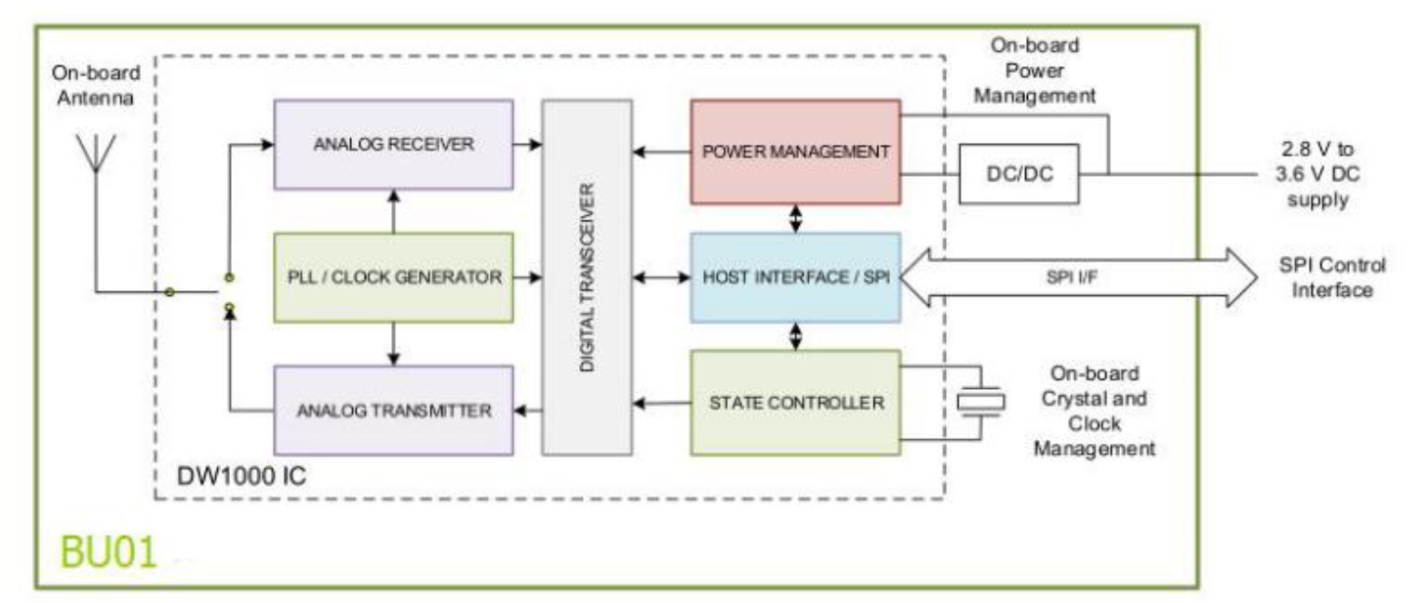 On-board
Antenna
ANALOG RECEIVER
PLL / CLOCK GENERATOR
ANALOG TRANSMITTER
DIGITAL TRANSCEIVER
POWER MANAGEMENT
HOST INTERFACE / SPI
STATE CONTROLLER
On-board
Power
Management
DC/DC
2.8 V to
3.6 V DC
supply
SPI I/F
SPI Control
Interface
On-board
Crystal and
Clock
Management
DW1000 IC
BU01